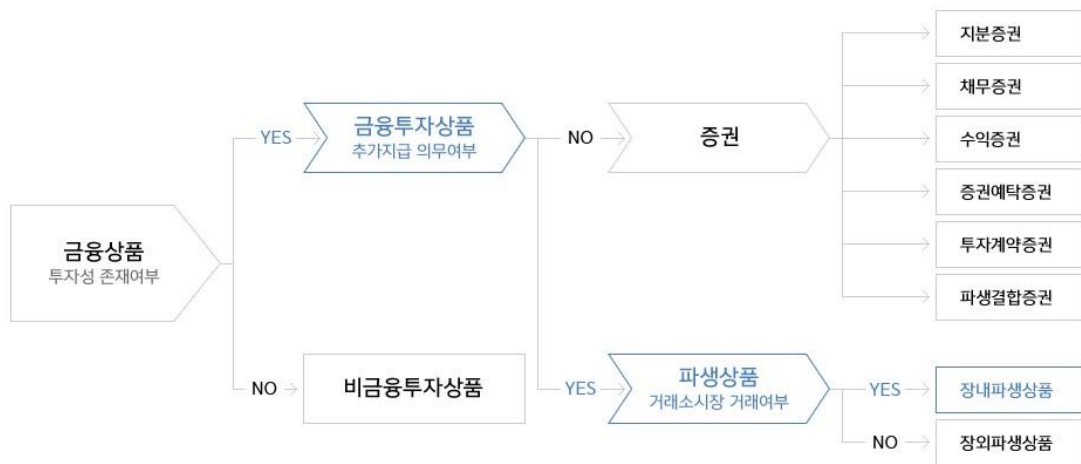 금융상품
투자성 존재여부
YES
금융투자상품
추가지급 의무여부
NO
증권
지분증권
채무증권
수익증권
증권예탁증권
투자계약증권
파생결합증권
NO
비금융투자상품
YES
파생상품
거래소시장 거래여부
YES
장내파생상품
NO
장외파생상품